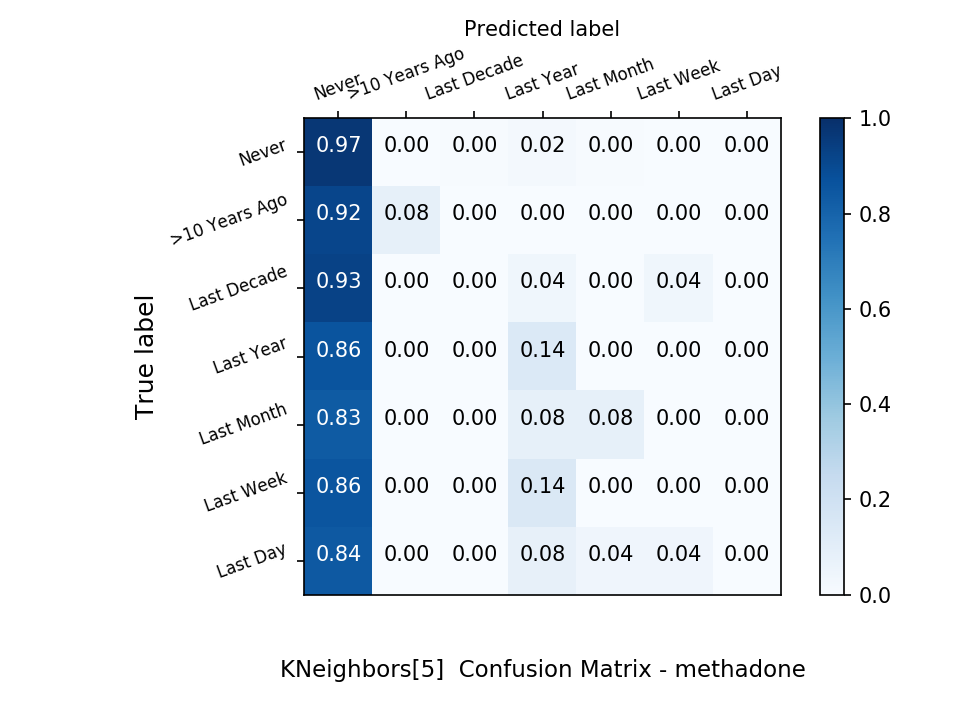 Predicted label
Never >10 Years Ago Last Decade Last Year Last Month Last Week Last Day
Never 0.97 0.00 0.00 0.02 0.00 0.00 0.00
>10 Years Ago 0.92 0.08 0.00 0.00 0.00 0.00 0.00
Last Decade 0.93 0.00 0.00 0.04 0.00 0.04 0.00
Last Year 0.86 0.00 0.00 0.14 0.00 0.00 0.00
Last Month 0.83 0.00 0.00 0.08 0.08 0.00 0.00
Last Week 0.86 0.00 0.00 0.14 0.00 0.00 0.00
Last Day 0.84 0.00 0.00 0.08 0.04 0.04 0.00
True label
1.0
0.8
0.6
0.4
0.2
0.0
KNeighbors[5]  Confusion Matrix - methadone